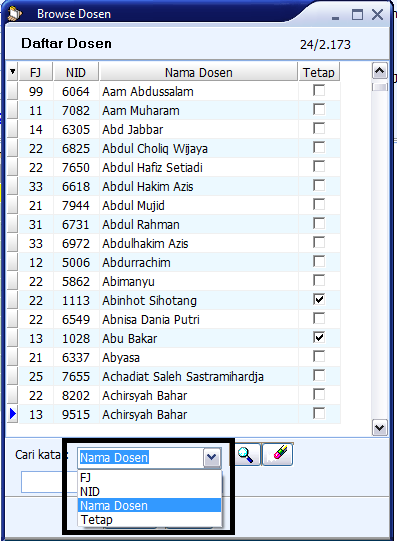 Browse Dosen
Daftar Dosen 24/2.173
FJ NID Nama Dosen Tetap
99 6064 Aam Abdussalam
11 7082 Aam Muharam
14 6305 Abd Jabbar
22 6825 Abdul Choliq Wijaya
22 7650 Abdul Hafiz Setiadi
33 6618 Abdul Hakim Azis
21 7944 Abdul Mujid
31 6731 Abdul Rahman
33 6972 Abdulhakim Azis
12 5006 Abdurrachim
22 5862 Abimanyu
22 1113 Abinhot Sihotang
22 6549 Abnisa Dania Putri
13 1028 Abu Bakar
21 6337 Abyasa
25 7655 Achadiat Saleh Sastramihardja
22 8202 Achirsyah Bahar
13 9515 Achirsyah Bahar
Cari kata : Nama Dosen
FJ
NID
Nama Dosen
Tetap